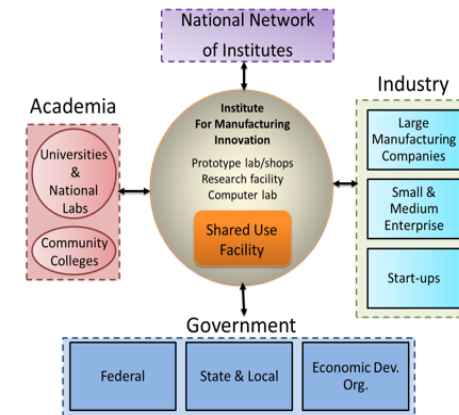 National Network
of Institutes
Academia
Universities
&
National
Labs
Community
Colleges
Institute
For Manufacturing
Innovation
Prototype lab/shops
Research facility
Computer lab
Shared Use
Facility
Industry
Large
Manufacturing
Companies
Small &
Medium
Enterprise
Start-ups
Government
Federal
State & Local
Economic Dev.
Org.